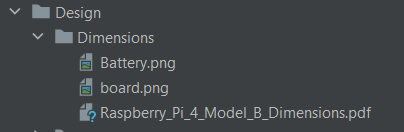 Design
Dimensions
Battery.png
board.png
Raspberry_Pi_4_Model_B_Dimensions.pdf